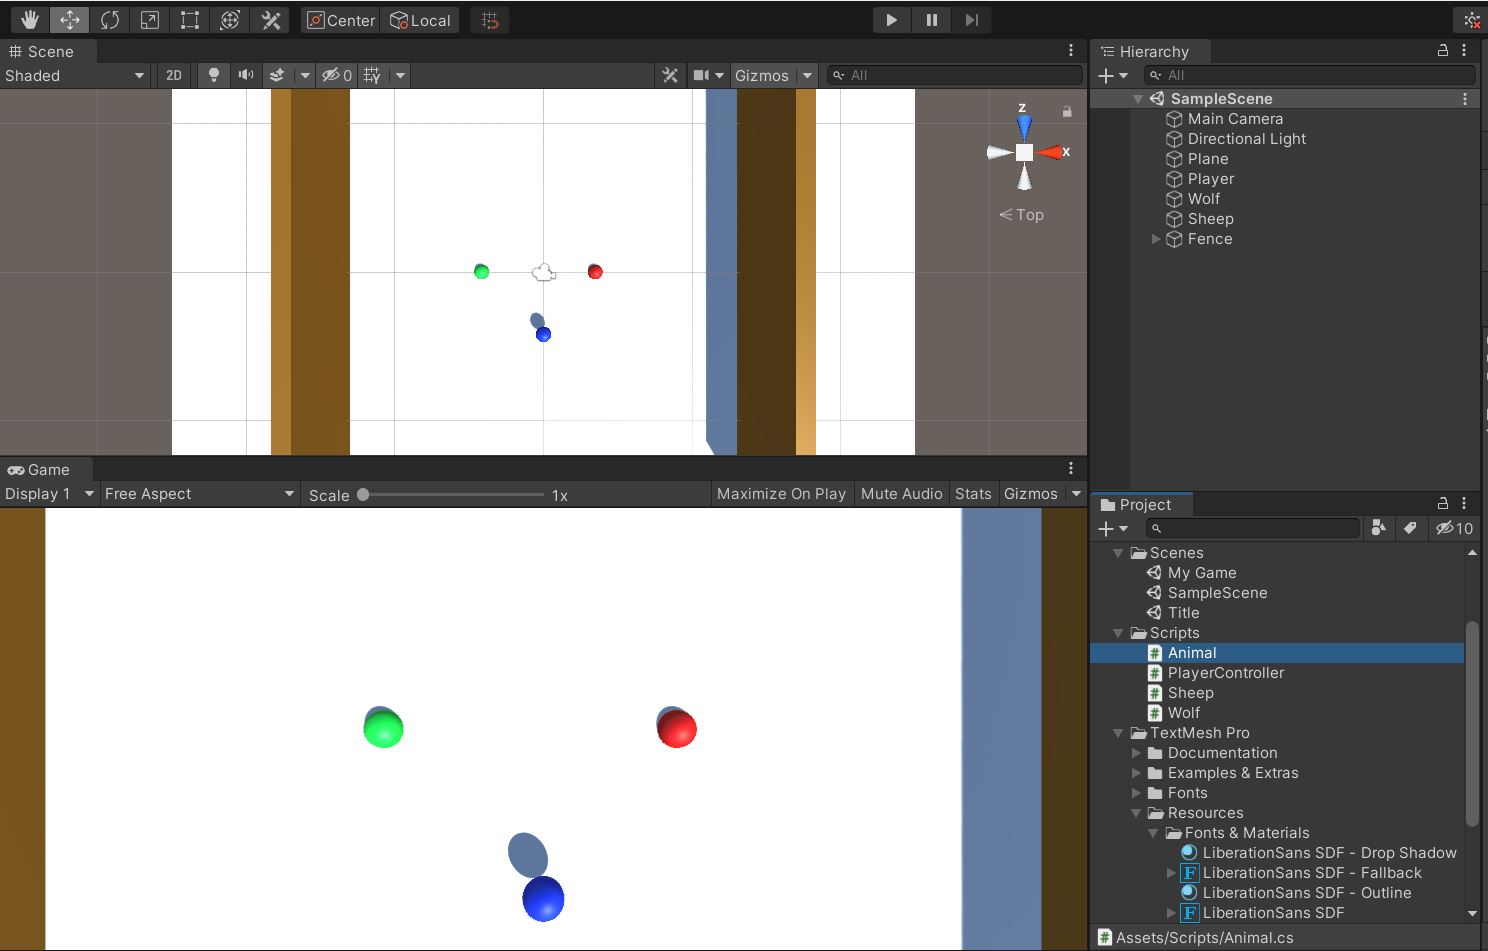 Center Local
Scene
Shaded 2D 0 Gizmos All
z
x
Top
Game
Display 1 Free Aspect Scale 1x Maximize On Play Mute Audio Stats Gizmos
Hierarchy
All
SampleScene
Main Camera
Directional Light
Plane
Player
Wolf
Sheep
Fence
Project
10
Scenes
My Game
SampleScene
Title
Scripts
Animal
PlayerController
Sheep
Wolf
TextMesh Pro
Documentation
Examples & Extras
Fonts
Resources
Fonts & Materials
LiberationSans SDF - Drop Shadow
LiberationSans SDF - Fallback
LiberationSans SDF - Outline
LiberationSans SDF
Assets/Scripts/Animal.cs